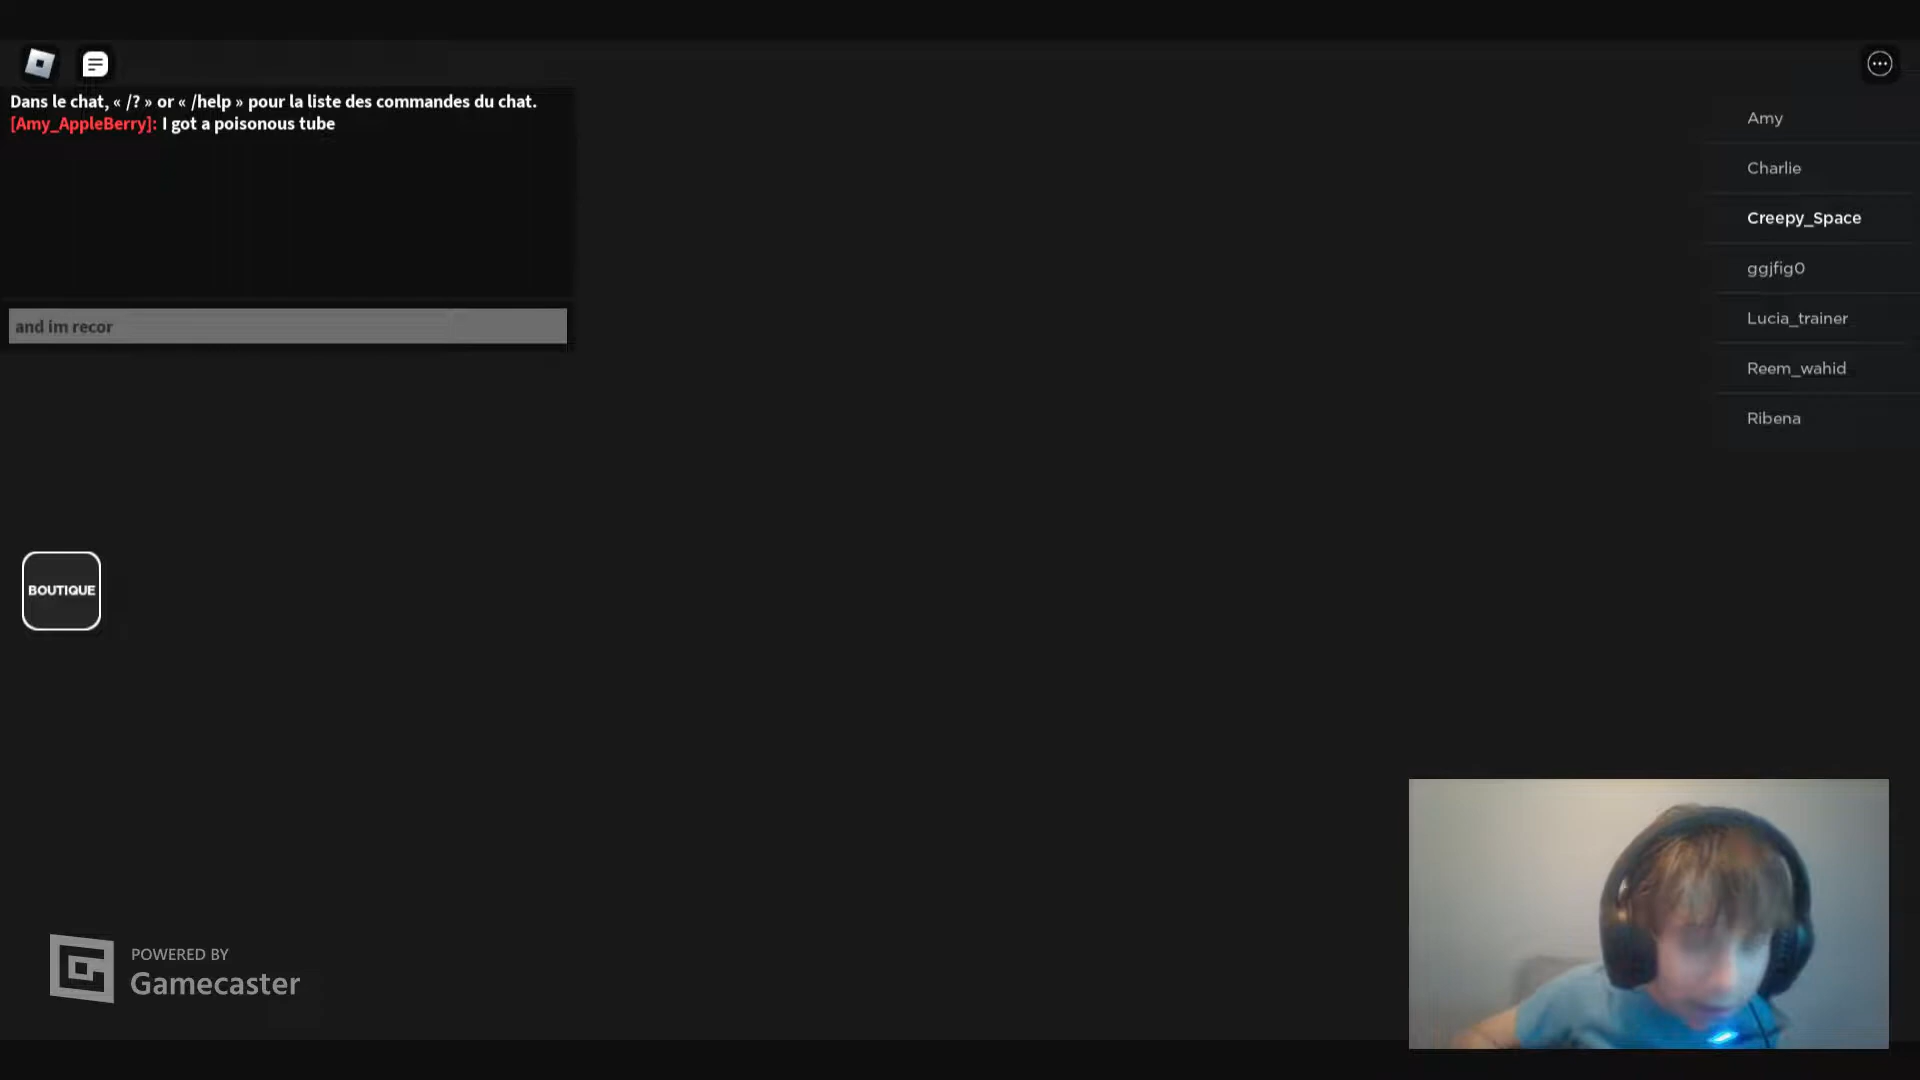 Dans le chat, « /? » or « /help » pour la liste des commandes du chat.
[Amy_AppleBerry]: I got a poisonous tube
and im recor
Amy
Charlie
Creepy_Space
ggjfig0
Lucia_trainer
Reem_wahid
Ribena
BOUTIQUE
POWERED BY
Gamecaster